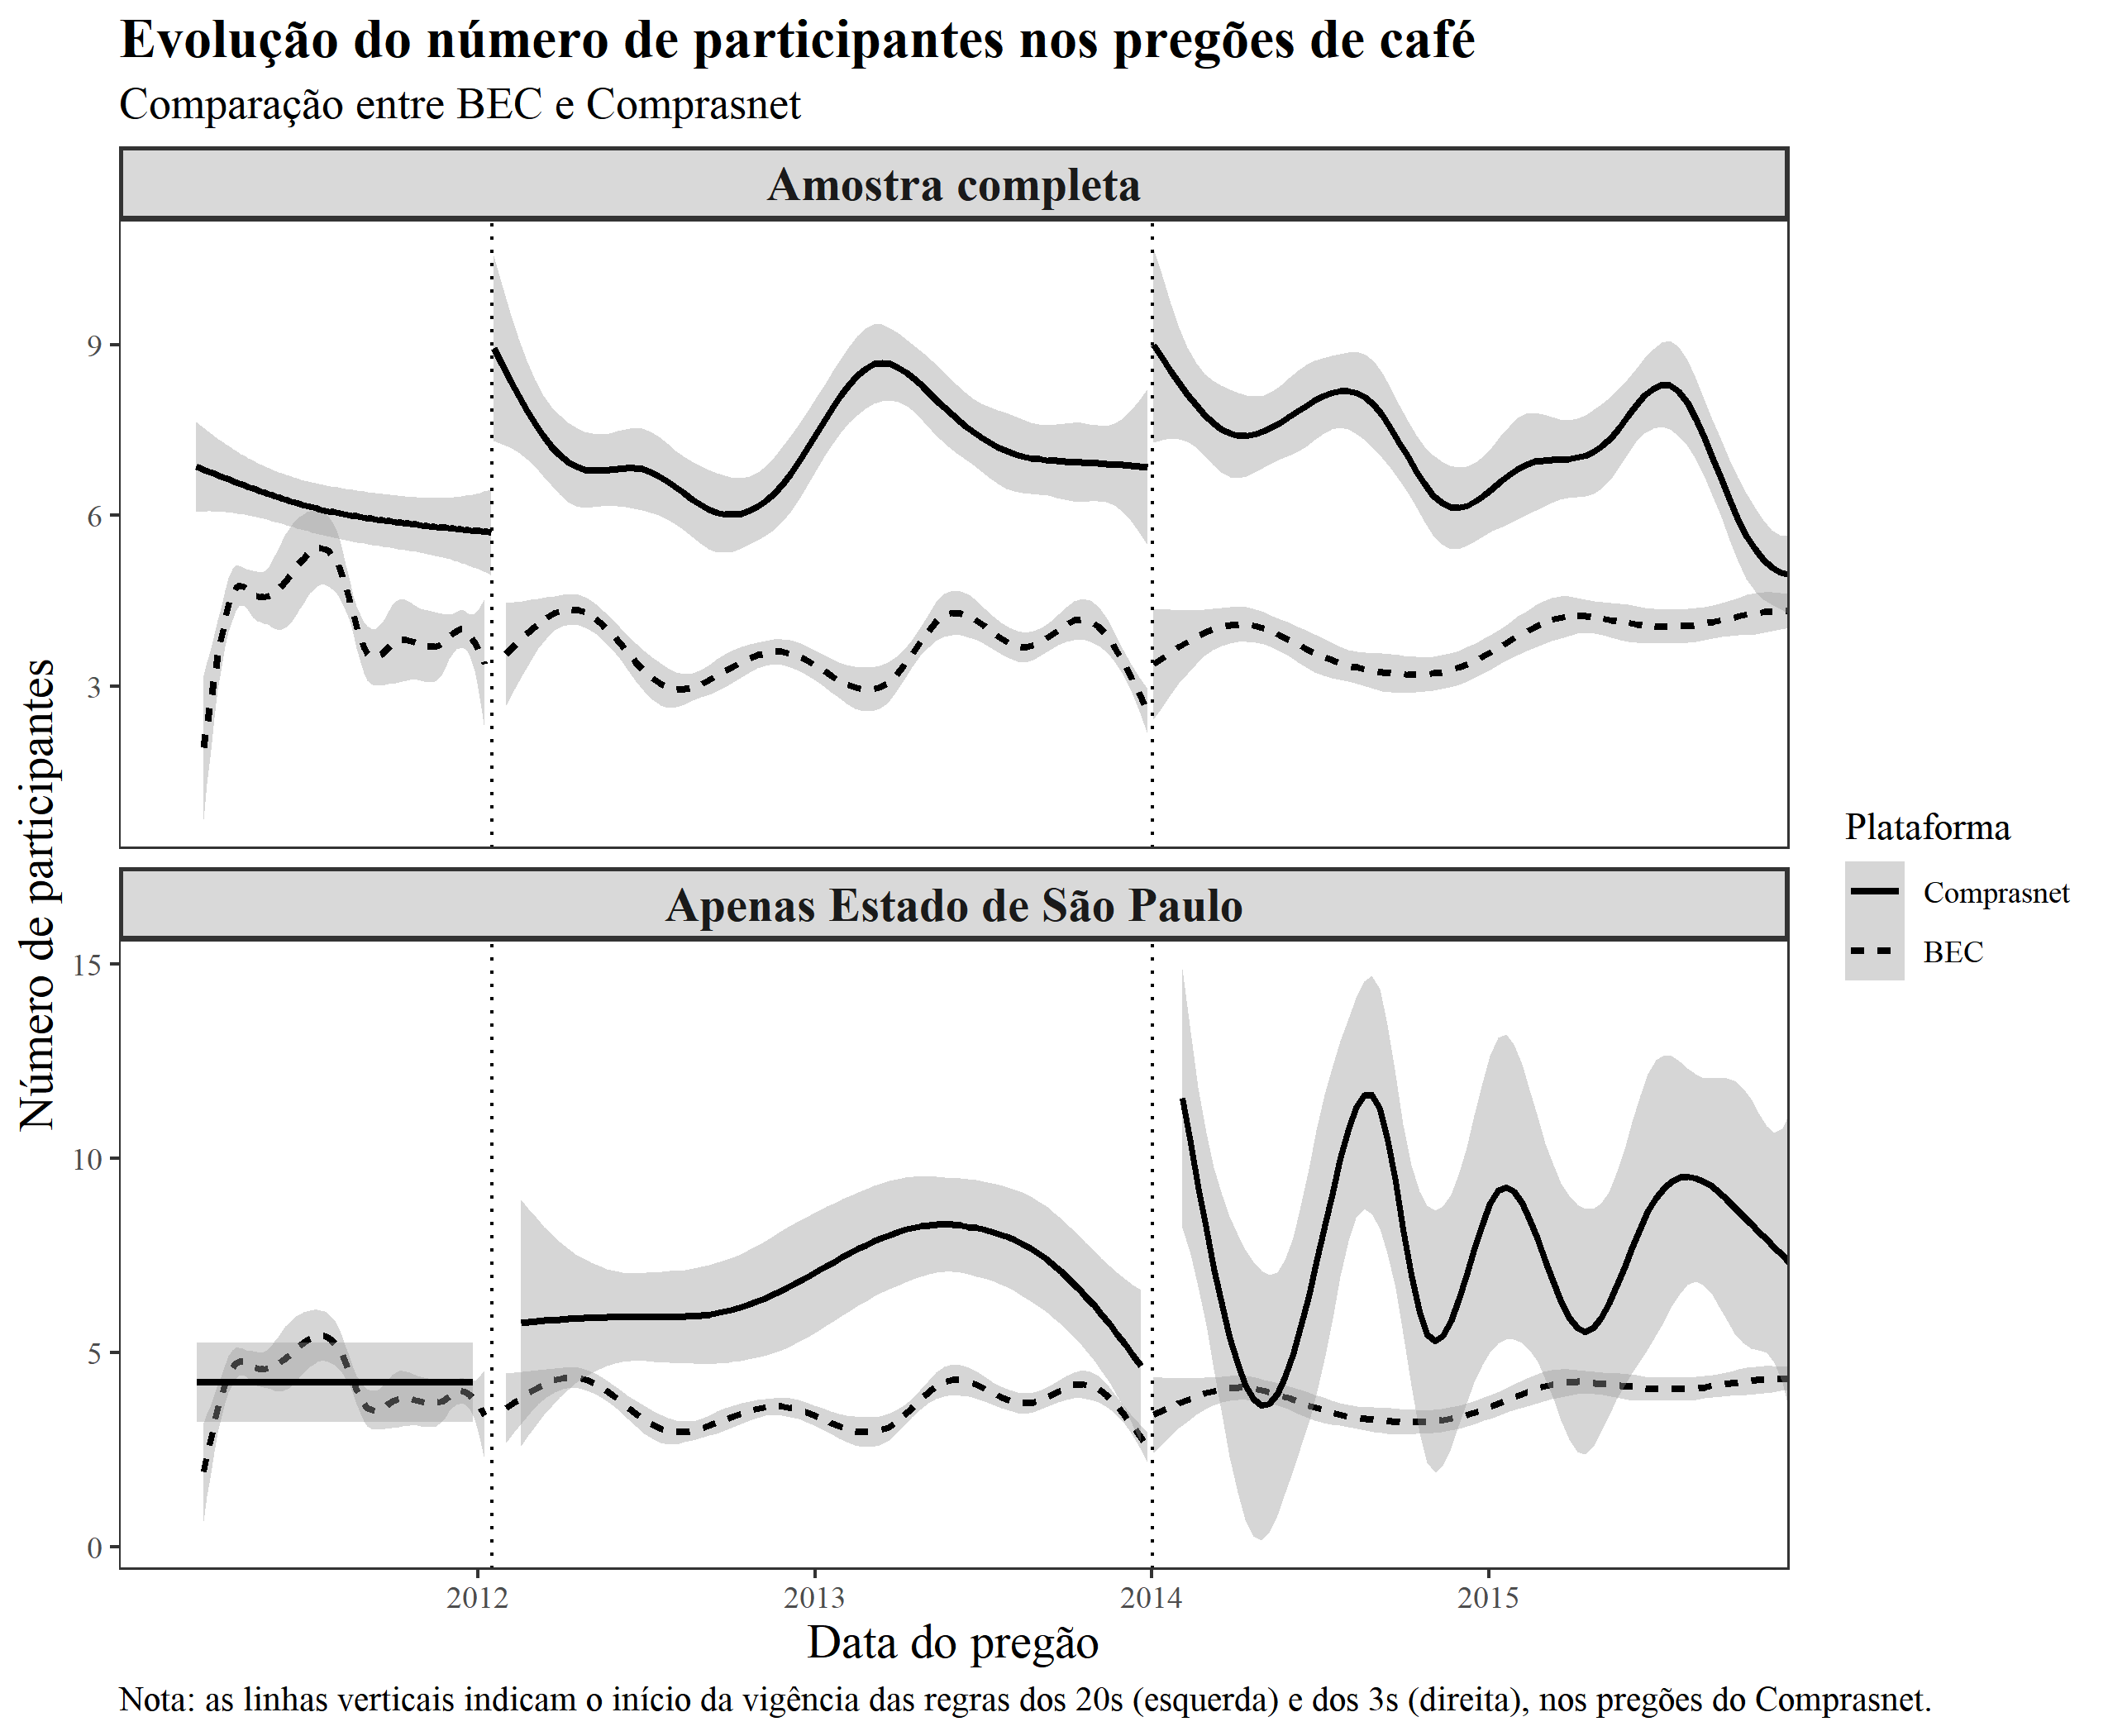 Evolução do número de participantes nos pregões de café
Comparação entre BEC e Comprasnet
Amostra completa
9
6
3
Número de participantes
Apenas Estado de São Paulo
15
10
5
0
2012 2013 2014 2015
Data do pregão
Plataforma
Comprasnet
BEC
Nota: as linhas verticais indicam o início da vigência das regras dos 20s (esquerda) e dos 3s (direita), nos pregões do Comprasnet.